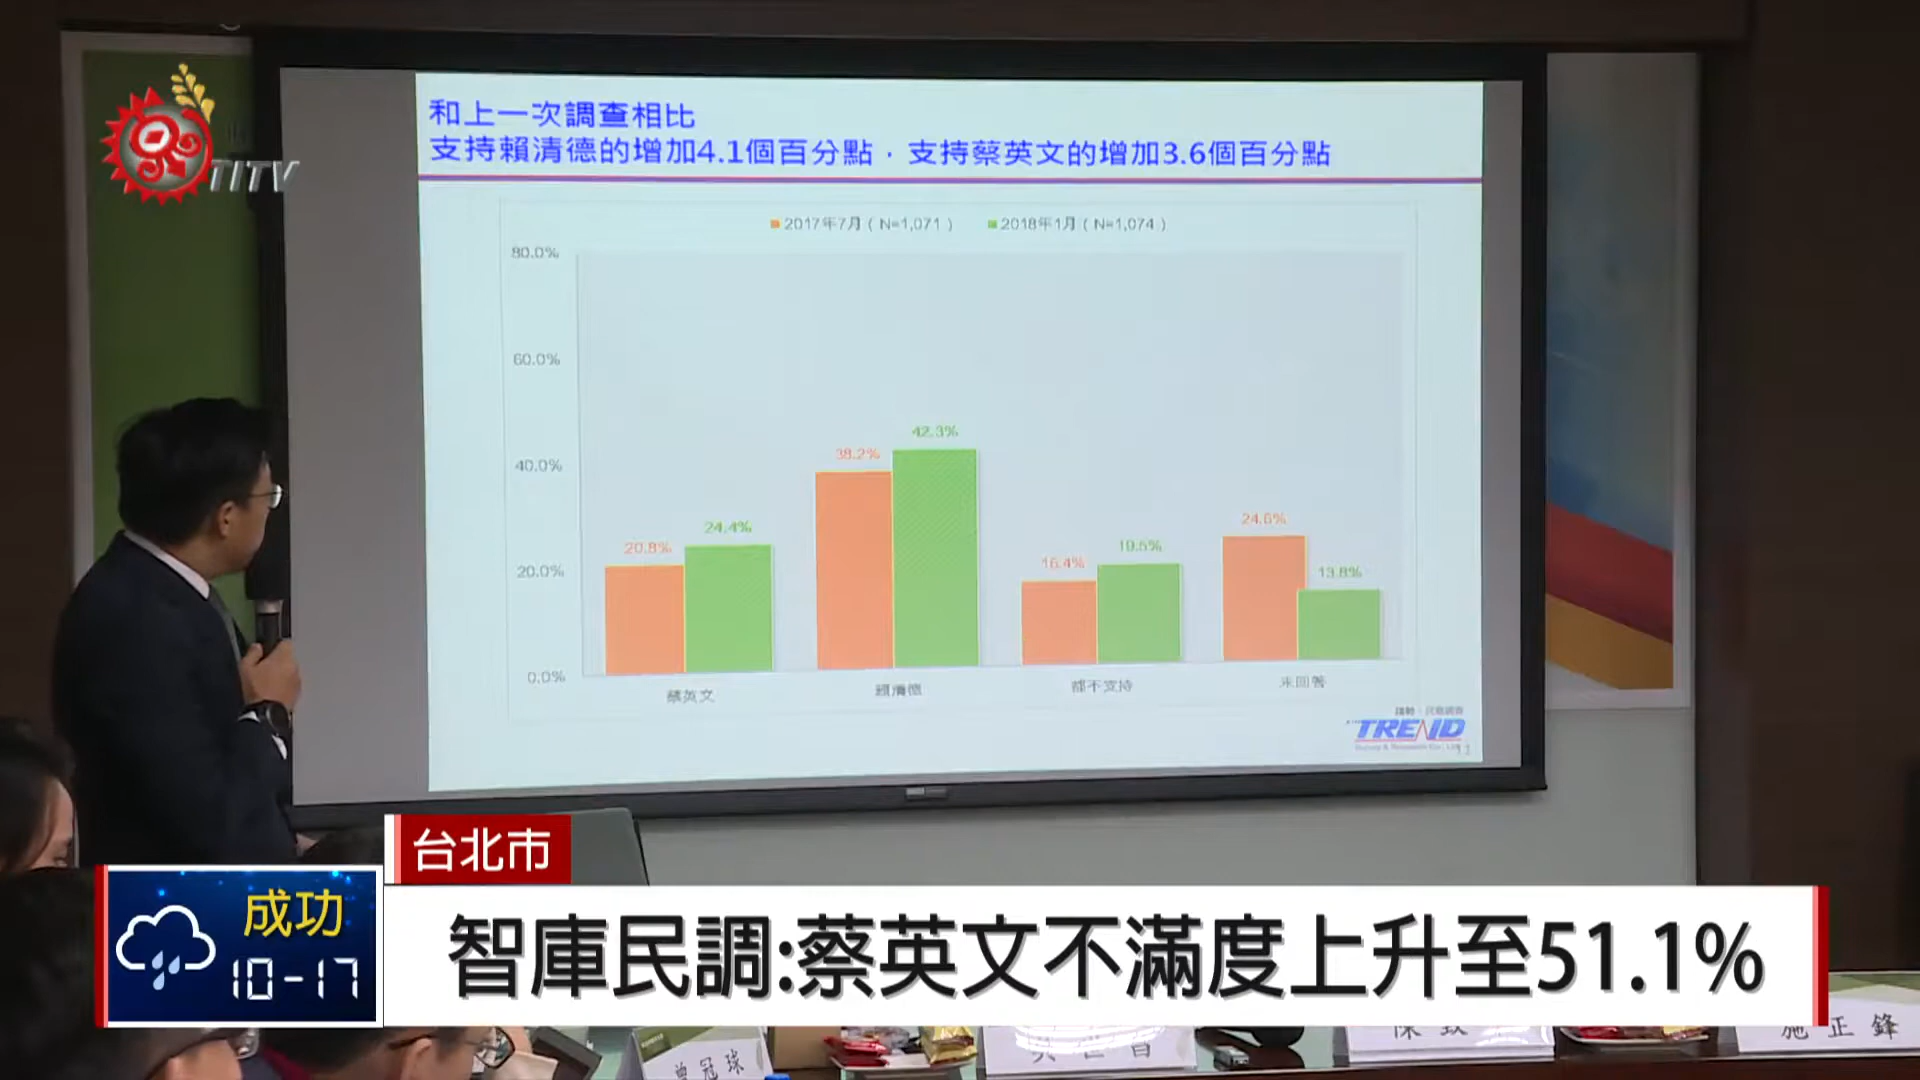 TITV
和上一次調查相比
支持賴清德的增加4.1個百分點，支持蔡英文的增加3.6個百分點
2017年7月（N=1,071） 2018年1月（N=1,074）
80.0%
60.0%
40.0%
20.0%
0.0%
20.8% 24.4% 38.2% 42.3% 16.4% 19.5% 24.6% 13.8%
蔡英文 賴清德 都不支持 未回答
TREND
台北市
成功
10-17
智庫民調:蔡英文不滿度上升至51.1%
曾冠球
施正鋒